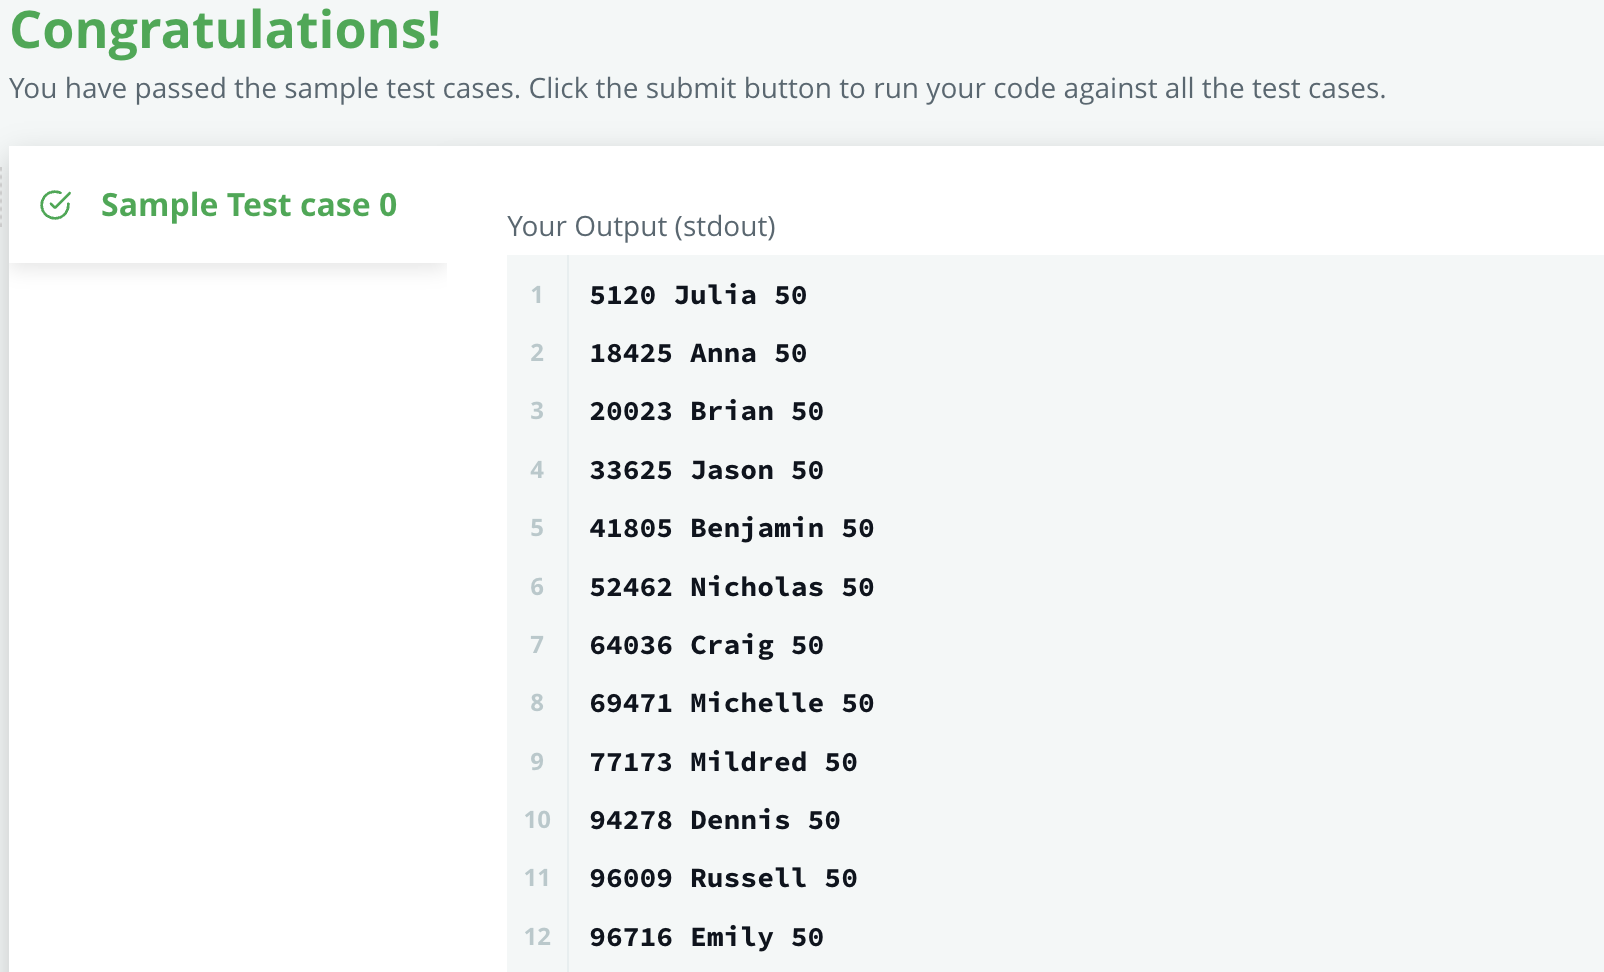 Congratulations!
You have passed the sample test cases. Click the submit button to run your code against all the test cases.
Sample Test case 0
Your Output (stdout)
1 5120 Julia 50
2 18425 Anna 50
3 20023 Brian 50
4 33625 Jason 50
5 41805 Benjamin 50
6 52462 Nicholas 50
7 64036 Craig 50
8 69471 Michelle 50
9 77173 Mildred 50
10 94278 Dennis 50
11 96009 Russell 50
12 96716 Emily 50